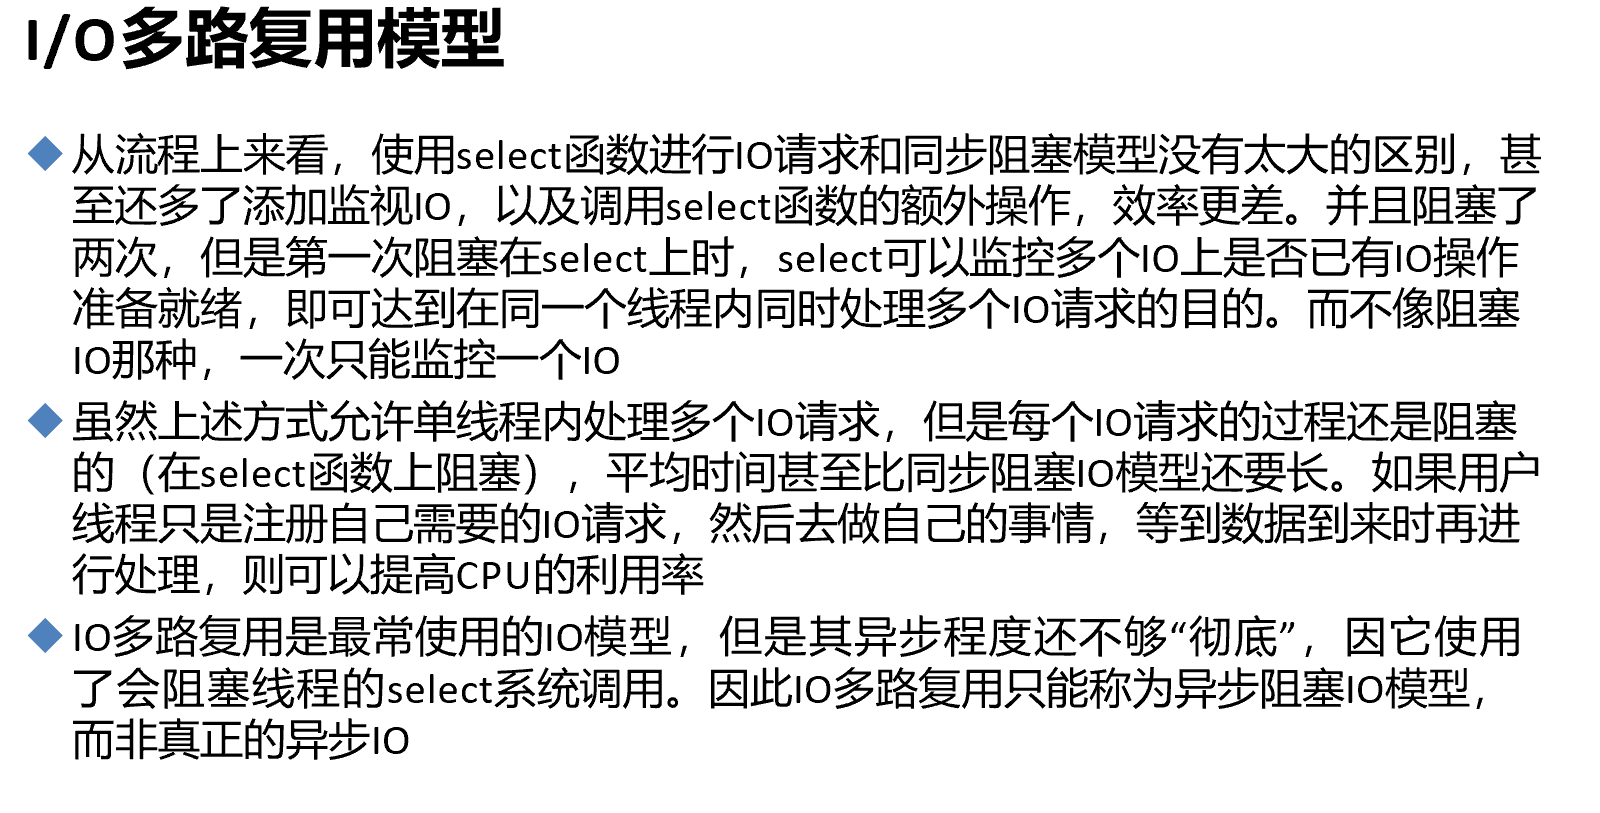 I/O多路复用模型
从流程上来看，使用select函数进行IO请求和同步阻塞模型没有太大的区别，甚
至还多了添加监视IO，以及调用select函数的额外操作，效率更差。并且阻塞了
两次，但是第一次阻塞在select上时，select可以监控多个IO上是否已有IO操作
准备就绪，即可达到在同一个线程内同时处理多个IO请求的目的。而不像阻塞
IO那种，一次只能监控一个IO
虽然上述方式允许单线程内处理多个IO请求，但是每个IO请求的过程还是阻塞
的（在select函数上阻塞），平均时间甚至比同步阻塞IO模型还要长。如果用户
线程只是注册自己需要的IO请求，然后去做自己的事情，等到数据到来时再进
行处理，则可以提高CPU的利用率
IO多路复用是最常使用的IO模型，但是其异步程度还不够“彻底”，因它使用
了会阻塞线程的select系统调用。因此IO多路复用只能称为异步阻塞IO模型，
而非真正的异步IO